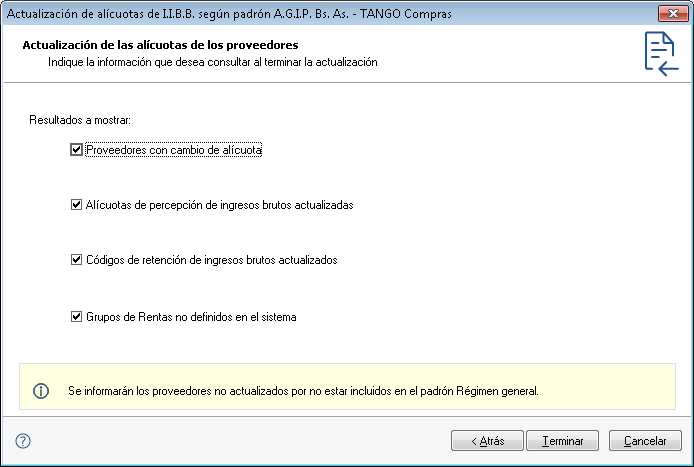 Actualización de alícuotas de I.I.B.B. según padrón A.G.I.P. Bs. As. - TANGO Compras
Actualización de las alícuotas de los proveedores
Indique la información que desea consultar al terminar la actualización
Resultados a mostrar:
Proveedores con cambio de alícuota
Alícuotas de percepción de ingresos brutos actualizadas
Códigos de retención de ingresos brutos actualizados
Grupos de Rentas no definidos en el sistema
Se informarán los proveedores no actualizados por no estar incluidos en el padrón Régimen general.
< Atrás Terminar Cancelar